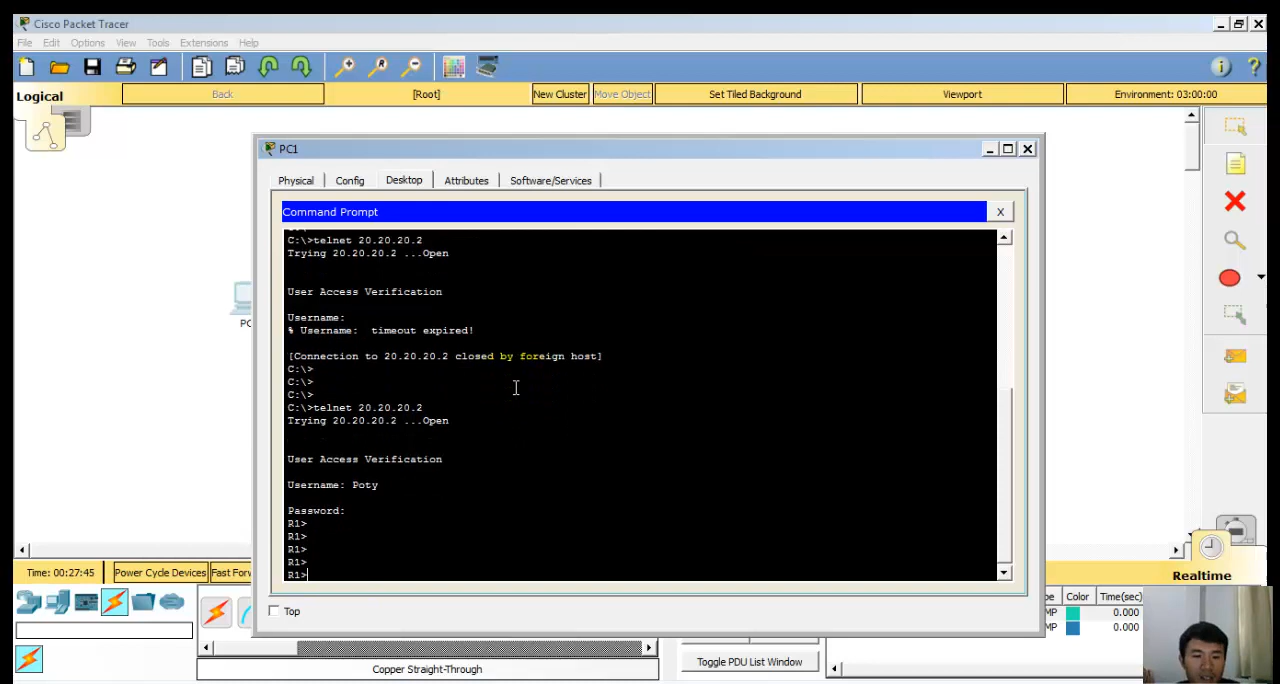 Cisco Packet Tracer
File Edit Options View Tools Extensions Help
Logical
Back
[Root]
New Cluster
Move Object
Set Tiled Background
Viewport
Environment: 03:00:00
PC1
Physical Config Desktop Attributes Software/Services
Command Prompt
X
C:\>telnet 20.20.20.2
Trying 20.20.20.2 ...Open
User Access Verification
Username:
% Username: timeout expired!
[Connection to 20.20.20.2 closed by foreign host]
C:\>
C:\>
C:\>
C:\>telnet 20.20.20.2
Trying 20.20.20.2 ...Open
User Access Verification
Username: Poty
Password:
R1>
R1>
R1>
R1>
R1>
PC
Top
Time: 00:27:45
Power Cycle Devices
Fast For
Realtime
Color Time(sec)
MP 0.000
MP 0.000
Toggle PDU List Window
Copper Straight-Through